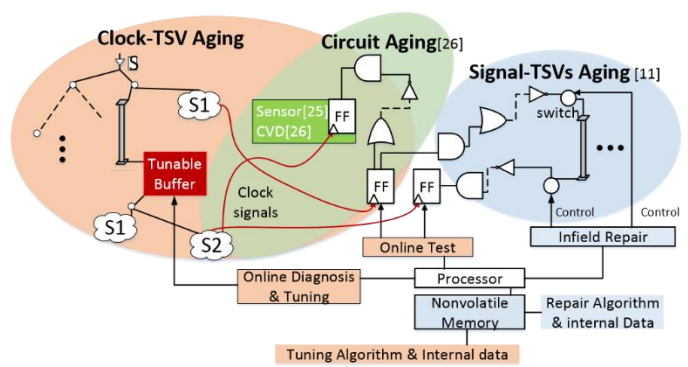 Clock-TSV Aging
Circuit Aging[26]
Signal-TSVs Aging [11]
S
S1
Sensor[25]
CVD[26]
FF
switch
Tunable
Buffer
Clock
signals
FF
FF
S1
S2
Control
Control
Online Test
Infield Repair
Online Diagnosis
& Tuning
Processor
Nonvolatile
Memory
Repair Algorithm
& internal Data
Tuning Algorithm & Internal data